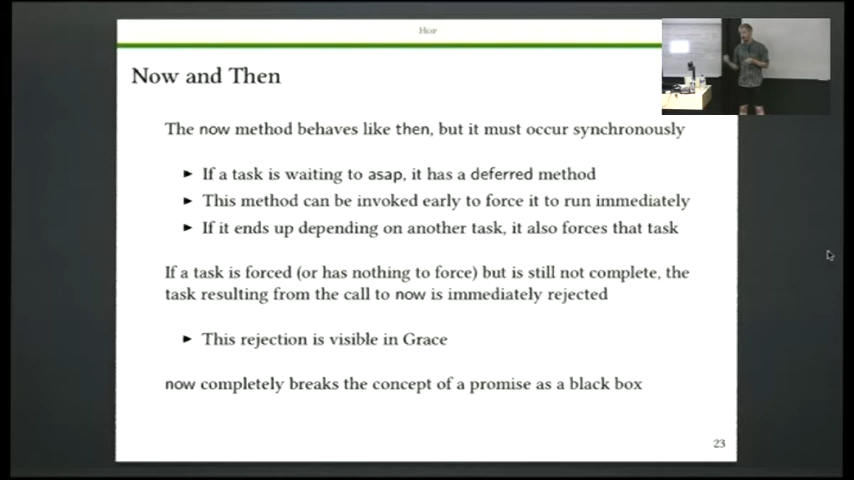 Hop
Now and Then
The now method behaves like then, but it must occur synchronously
► If a task is waiting to asap, it has a deferred method
► This method can be invoked early to force it to run immediately
► If it ends up depending on another task, it also forces that task
If a task is forced (or has nothing to force) but is still not complete, the
task resulting from the call to now is immediately rejected
► This rejection is visible in Grace
now completely breaks the concept of a promise as a black box
23